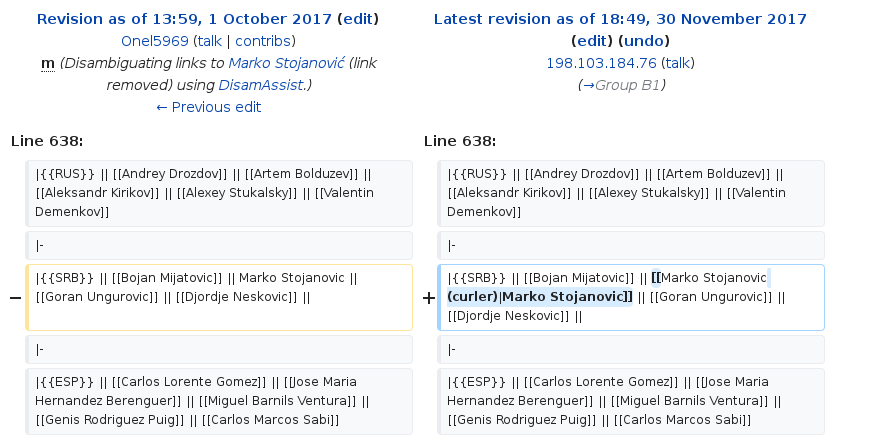 Revision as of 13:59, 1 October 2017 (edit)
Onel5969 (talk | contribs)
m (Disambiguating links to Marko Stojanović (link
removed) using DisamAssist.)
← Previous edit
Latest revision as of 18:49, 30 November 2017
(edit) (undo)
198.103.184.76 (talk)
(→Group B1)
Line 638:
Line 638:
|{{RUS}} || [[Andrey Drozdov]] || [[Artem Bolduzev]] ||
[[Aleksandr Kirikov]] || [[Alexey Stukalsky]] || [[Valentin
Demenkov]]
|{{RUS}} || [[Andrey Drozdov]] || [[Artem Bolduzev]] ||
[[Aleksandr Kirikov]] || [[Alexey Stukalsky]] || [[Valentin
Demenkov]]
|-
|-
− |{{SRB}} || [[Bojan Mijatovic]] || Marko Stojanovic ||
[[Goran Ungurovic]] || [[Djordje Neskovic]] ||
+ |{{SRB}} || [[Bojan Mijatovic]] || [[Marko Stojanovic
(curler)|Marko Stojanovic]] || [[Goran Ungurovic]] ||
[[Djordje Neskovic]] ||
|-
|-
|{{ESP}} || [[Carlos Lorente Gomez]] || [[Jose Maria
Hernandez Berenguer]] || [[Miguel Barnils Ventura]] ||
[[Genis Rodriguez Puig]] || [[Carlos Marcos Sabi]]
|{{ESP}} || [[Carlos Lorente Gomez]] || [[Jose Maria
Hernandez Berenguer]] || [[Miguel Barnils Ventura]] ||
[[Genis Rodriguez Puig]] || [[Carlos Marcos Sabi]]